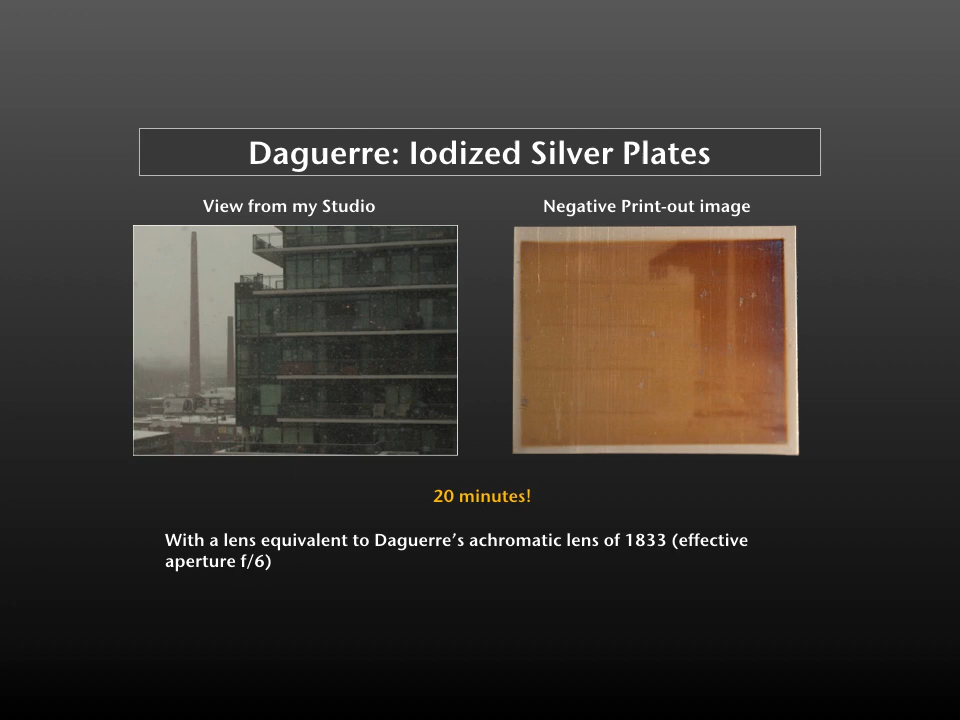 Daguerre: Iodized Silver Plates
View from my Studio
Negative Print-out image
20 minutes!
With a lens equivalent to Daguerre’s achromatic lens of 1833 (effective
aperture f/6)